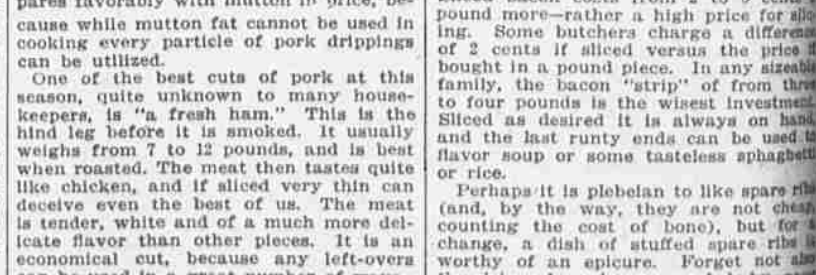 cause while mutton fat cannot be used in
cooking every particle of pork drippings
can be utilized.
One of the best cuts of pork at this
season, quite unknown to many house-
keepers, is "a fresh ham." This is the
hind leg before it is smoked. It usually
weighs from 7 to 12 pounds, and is best
when roasted. The meat then tastes quite
like chicken, and if sliced very thin can
deceive even the best of us. The meat
is tender, white and of a much more del-
icate flavor than other pieces. It is an
economical cut, because any left-overs
pound more—rather a high price for slic-
ing. Some butchers charge a difference
of 2 cents if sliced versus the price if
bought in a pound piece. In any sizeable
family, the bacon "strip" of from three
to four pounds is the wisest investment.
Sliced as desired it is always on hand,
and the last runty ends can be used to
flavor soup or some tasteless sphaghetti
or rice.
Perhaps it is plebeian to like spare ribs
(and, by the way, they are not cheap,
counting the cost of bone), but for a
change, a dish of stuffed spare ribs is
worthy of an epicure. Forget not also